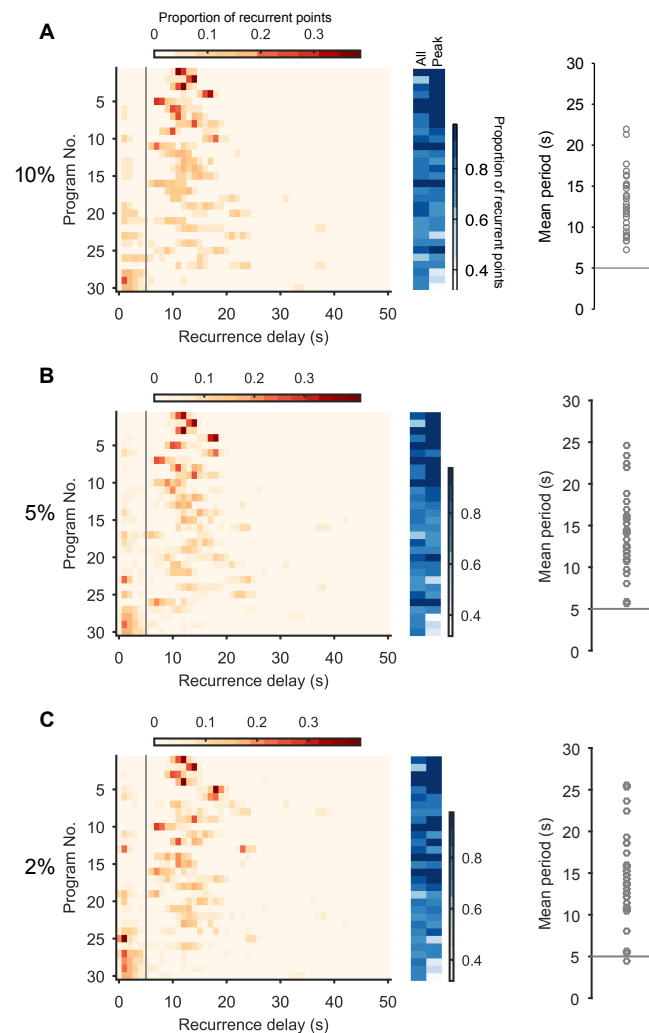 A
Proportion of recurrent points
0 0.1 0.2 0.3
All
Peak
10%
Program No.
5
10
15
20
25
30
0 10 20 30 40 50
Recurrence delay (s)
0.8
0.6
0.4
Proportion of recurrent points
Mean period (s)
30
25
20
15
10
5
0
B
0 0.1 0.2 0.3
5%
Program No.
5
10
15
20
25
30
0 10 20 30 40 50
Recurrence delay (s)
0.8
0.6
0.4
Mean period (s)
30
25
20
15
10
5
0
C
0 0.1 0.2 0.3
2%
Program No.
5
10
15
20
25
30
0 10 20 30 40 50
Recurrence delay (s)
0.8
0.6
0.4
Mean period (s)
30
25
20
15
10
5
0